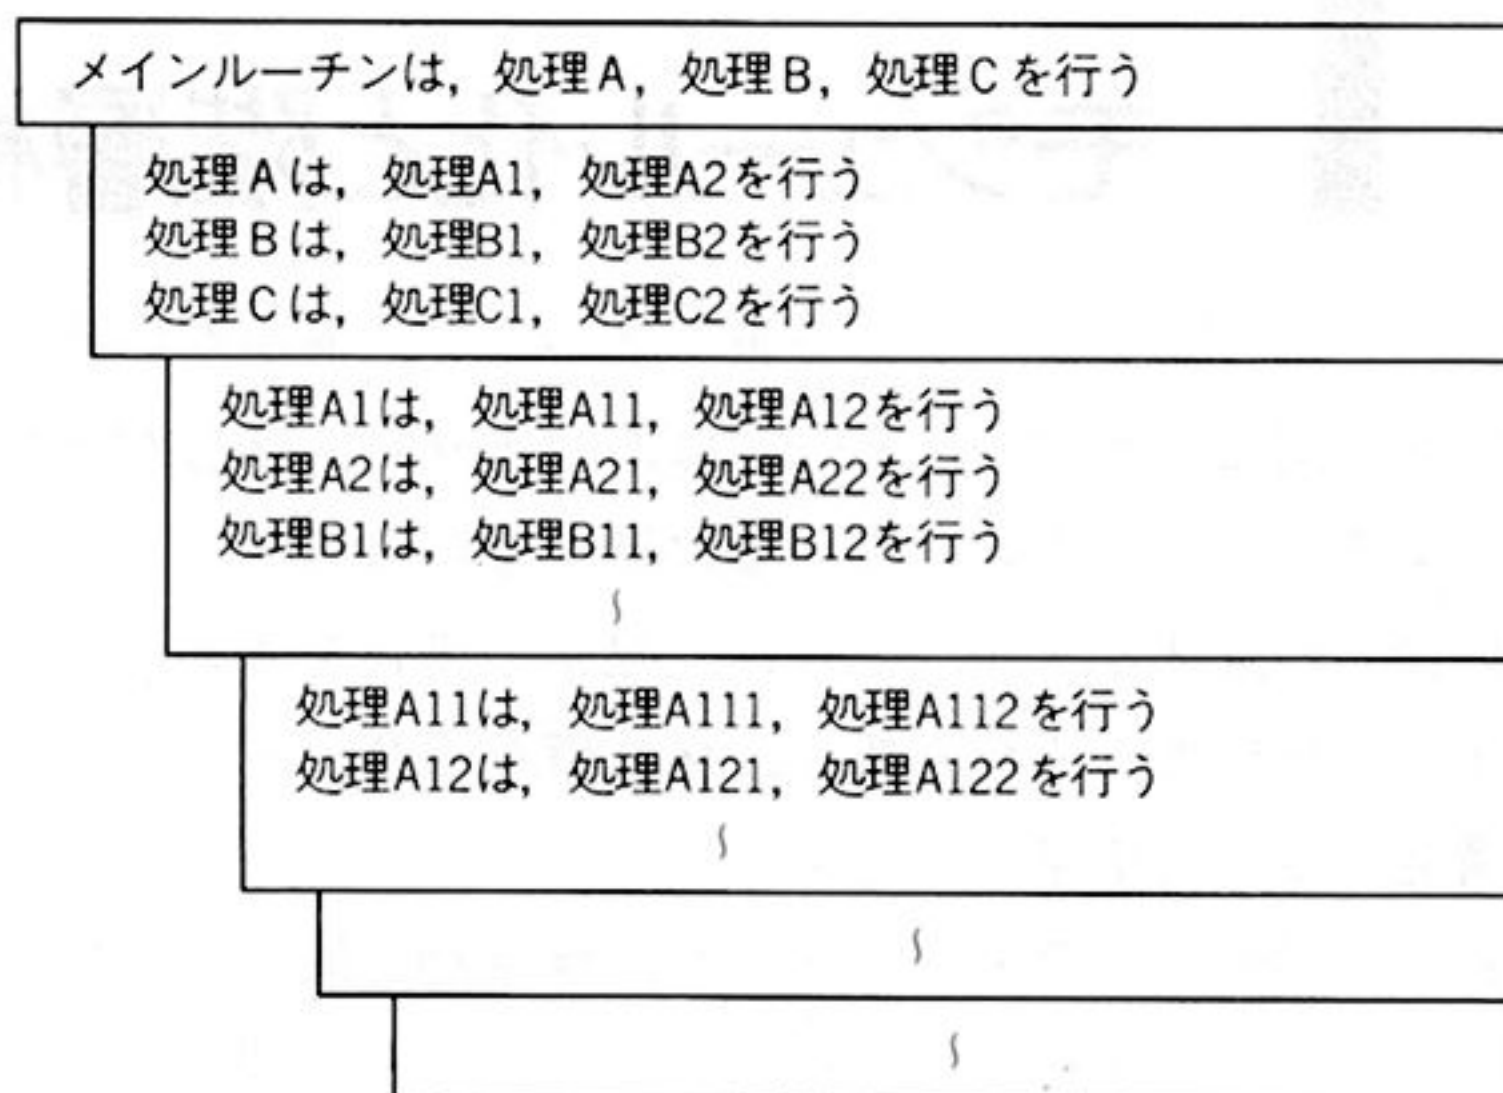 メインルーチンは，処理A，処理B，処理Cを行う
処理Aは，処理A1，処理A2を行う
処理Bは，処理B1，処理B2を行う
処理Cは，処理C1，処理C2を行う
処理A1は，処理A11，処理A12を行う
処理A2は，処理A21，処理A22を行う
処理B1は，処理B11，処理B12を行う
〜
処理A11は，処理A111，処理A112を行う
処理A12は，処理A121，処理A122を行う
〜
〜
〜